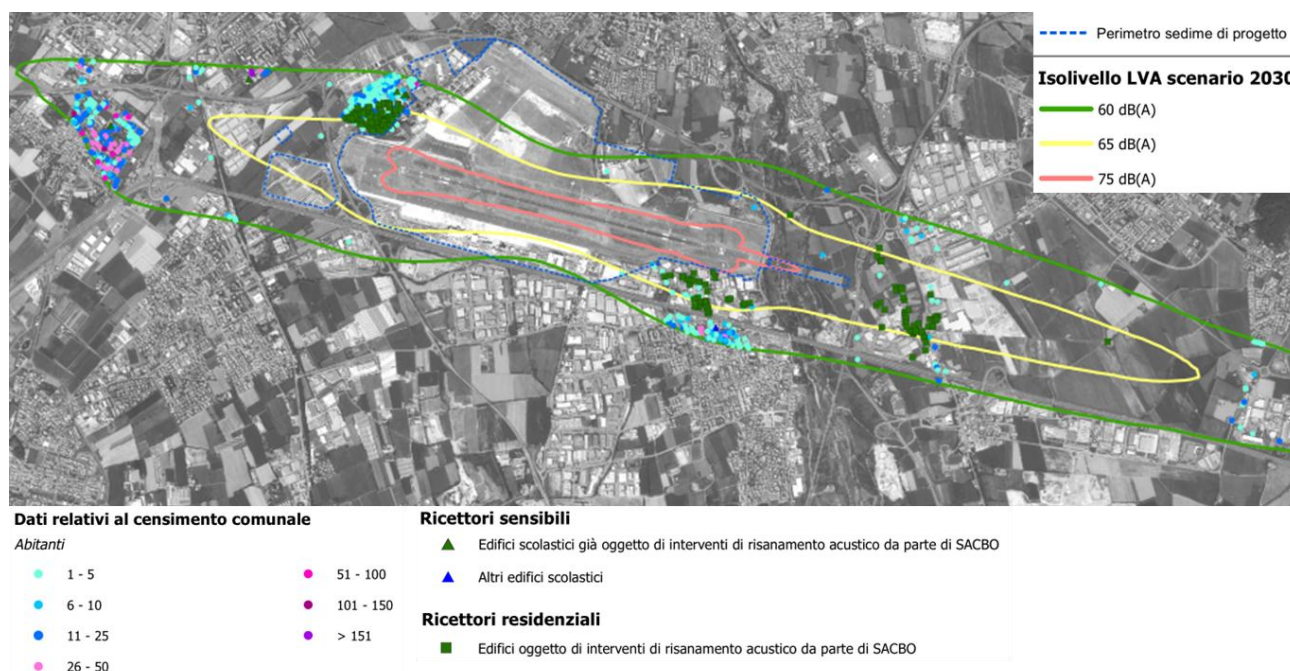 Perimetro sedime di progetto
Isolivello LVA scenario 2030
60 dB(A)
65 dB(A)
75 dB(A)
Dati relativi al censimento comunale
Abitanti
1 - 5
6 - 10
11 - 25
26 - 50
51 - 100
101 - 150
> 151
Ricettori sensibili
Edifici scolastici già oggetto di interventi di risanamento acustico da parte di SACBO
Altri edifici scolastici
Ricettori residenziali
Edifici oggetto di interventi di risanamento acustico da parte di SACBO